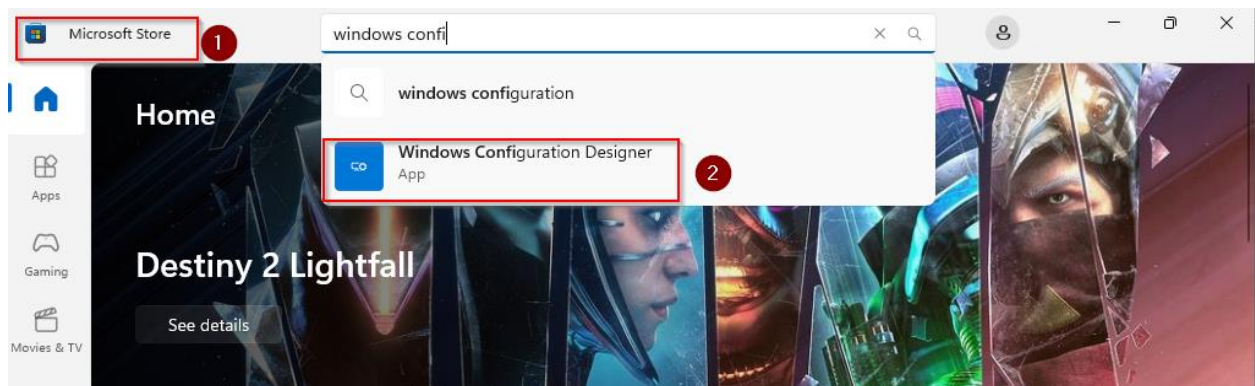 Microsoft Store
1
windows confi
windows configuration
Windows Configuration Designer
App
2
Home
Apps
Gaming
Destiny 2 Lightfall
See details
Movies & TV